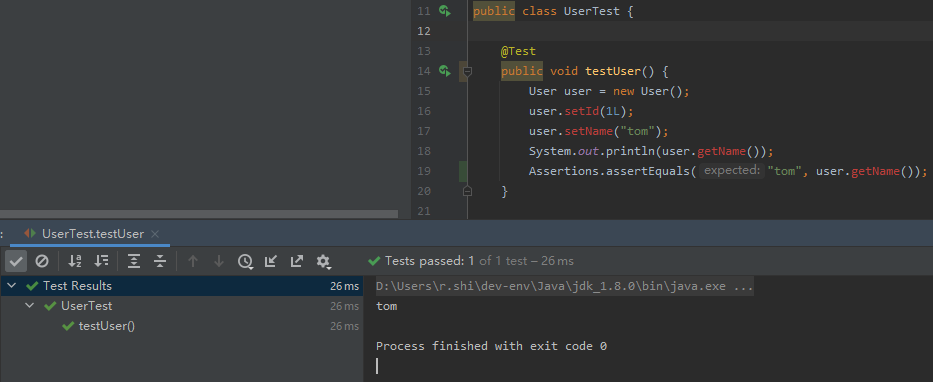 11 public class UserTest {
12
13 @Test
14 public void testUser() {
15 User user = new User();
16 user.setId(1L);
17 user.setName("tom");
18 System.out.println(user.getName());
19 Assertions.assertEquals( expected: "tom", user.getName());
20 }
21
: UserTest.testUser ×
Tests passed: 1 of 1 test – 26 ms
Test Results 26 ms
UserTest 26 ms
testUser() 26 ms
D:\Users\r.shi\dev-env\Java\jdk_1.8.0\bin\java.exe ...
tom
Process finished with exit code 0